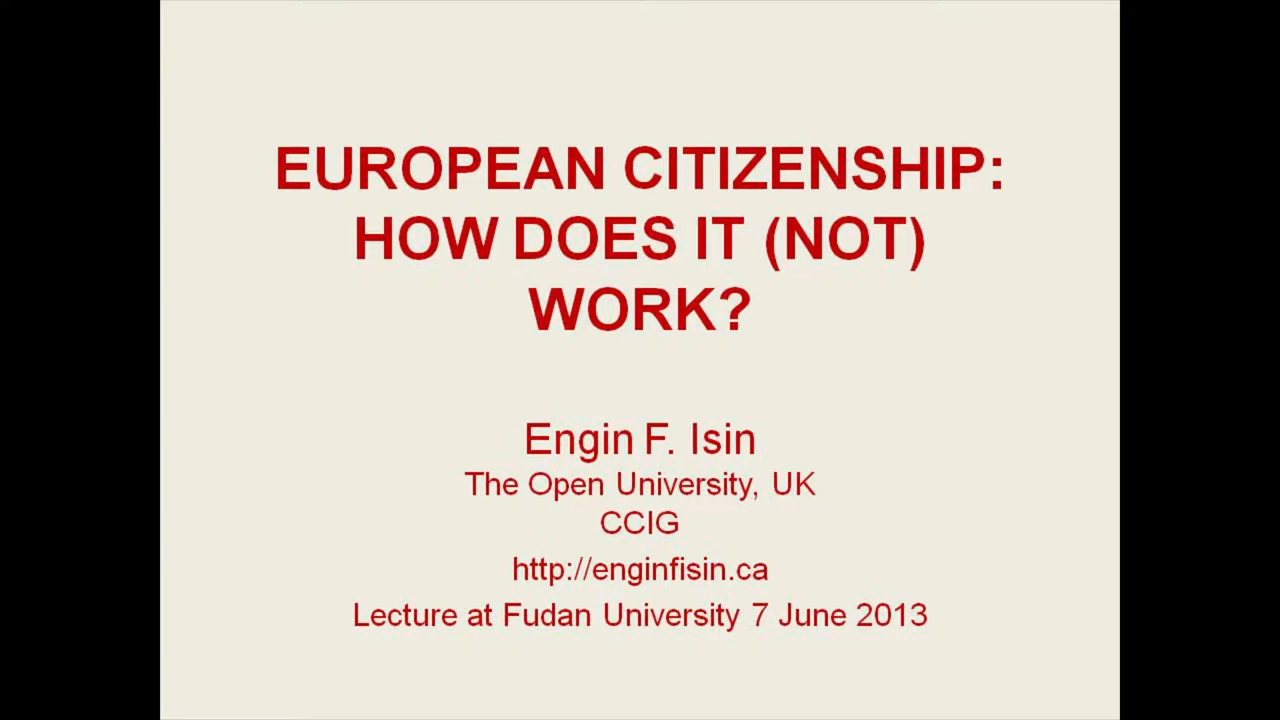 EUROPEAN CITIZENSHIP:
HOW DOES IT (NOT)
WORK?
Engin F. Isin
The Open University, UK
CCIG
http://enginfisin.ca
Lecture at Fudan University 7 June 2013